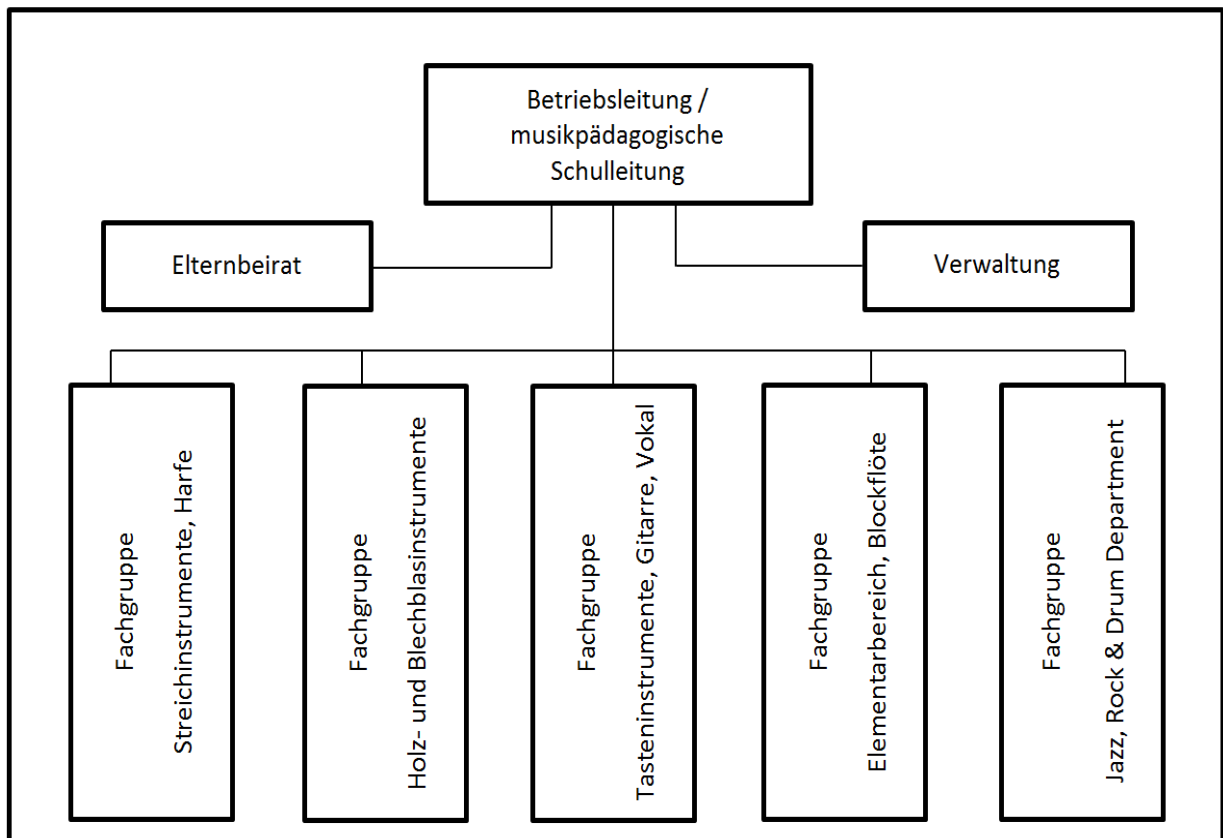 Betriebsleitung /
musikpädagogische
Schulleitung
Elternbeirat
Verwaltung
Fachgruppe
Streichinstrumente, Harfe
Fachgruppe
Holz- und Blechblasinstrumente
Fachgruppe
Tasteninstrumente, Gitarre, Vokal
Fachgruppe
Elementarbereich, Blockflöte
Fachgruppe
Jazz, Rock & Drum Department